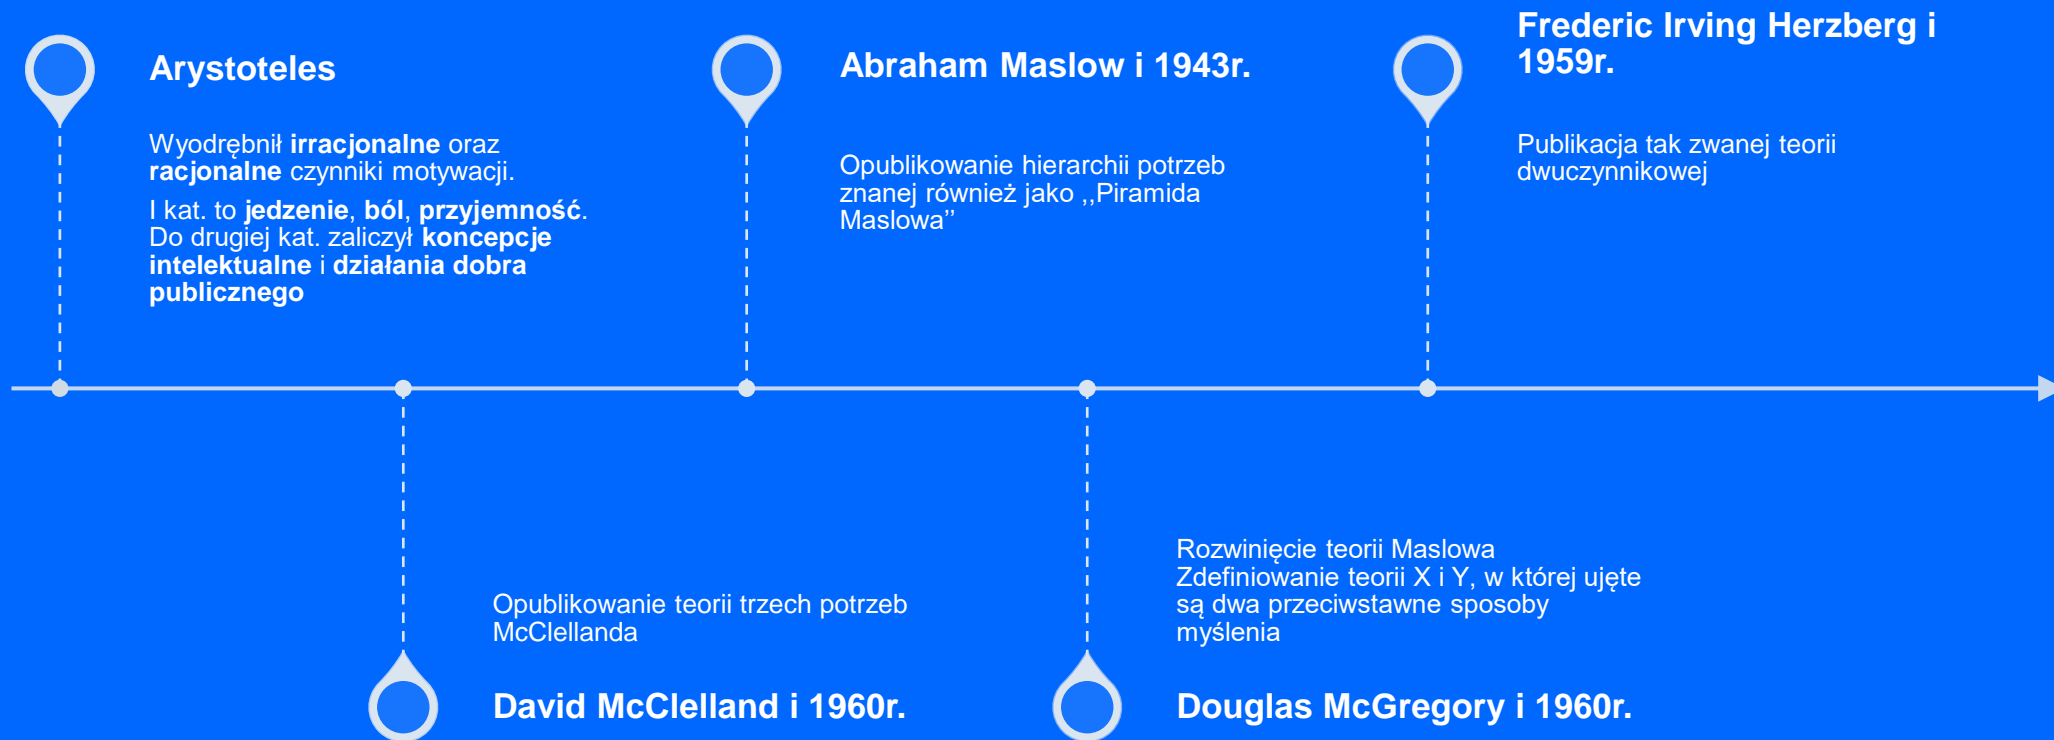 Arystoteles
Wyodrębnił irracjonalne oraz
racjonalne czynniki motywacji.
I kat. to jedzenie, ból, przyjemność.
Do drugiej kat. zaliczył koncepcje
intelektualne i działania dobra
publicznego
Opublikowanie teorii trzech potrzeb
McClellanda
David McClelland i 1960r.
Abraham Maslow i 1943r.
Opublikowanie hierarchii potrzeb
znanej również jako ,,Piramida
Maslowa’’
Rozwinięcie teorii Maslowa
Zdefiniowanie teorii X i Y, w której ujęte
są dwa przeciwstawne sposoby
myślenia
Douglas McGregory i 1960r.
Frederic Irving Herzberg i
1959r.
Publikacja tak zwanej teorii
dwuczynnikowej